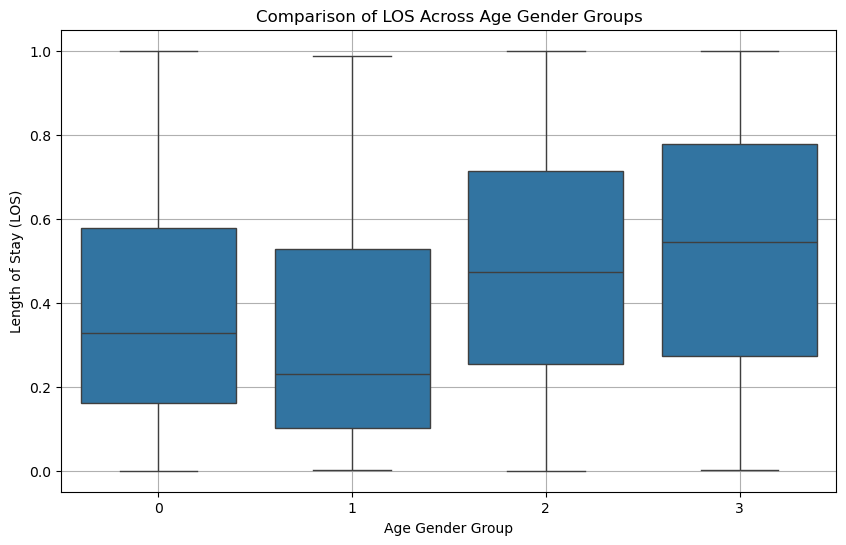 Comparison of LOS Across Age Gender Groups
Length of Stay (LOS)
1.0
0.8
0.6
0.4
0.2
0.0
0 1 2 3
Age Gender Group